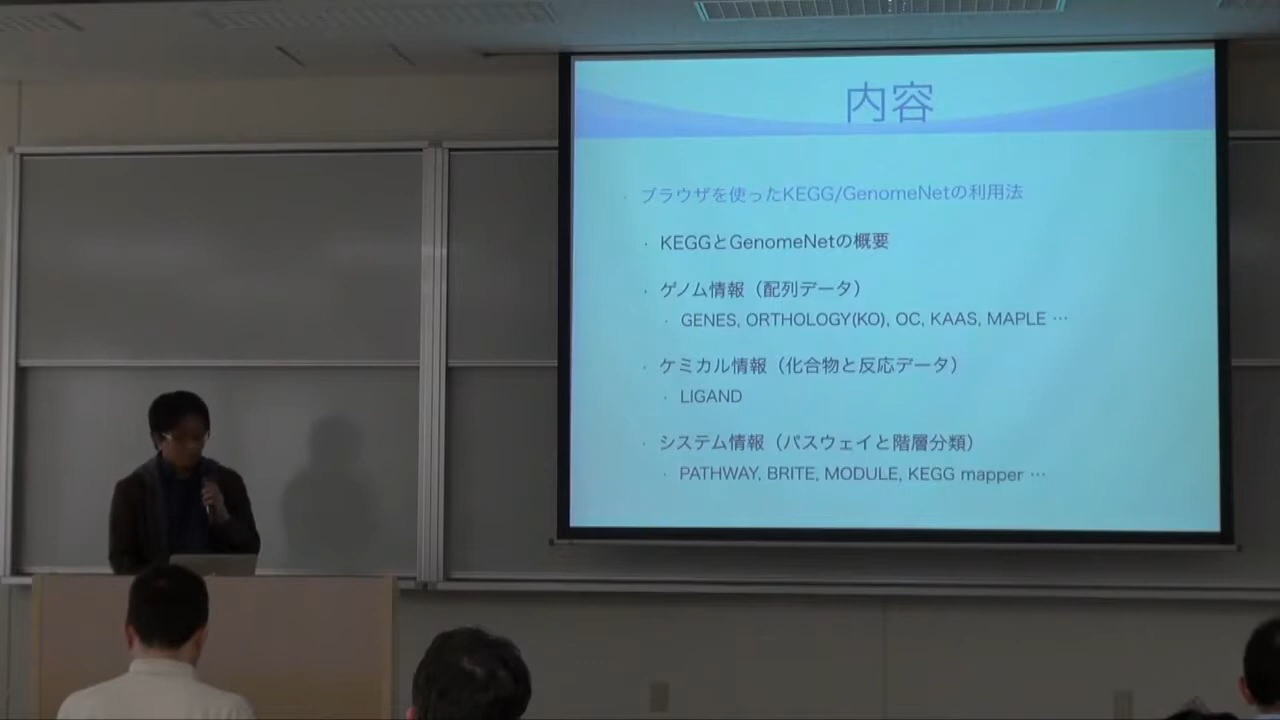 内容
・ ブラウザを使ったKEGG/GenomeNetの利用法
・ KEGGとGenomeNetの概要
・ ゲノム情報（配列データ）
・ GENES, ORTHOLOGY(KO), OC, KAAS, MAPLE …
・ ケミカル情報（化合物と反応データ）
・ LIGAND
・ システム情報（パスウェイと階層分類）
・ PATHWAY, BRITE, MODULE, KEGG mapper …